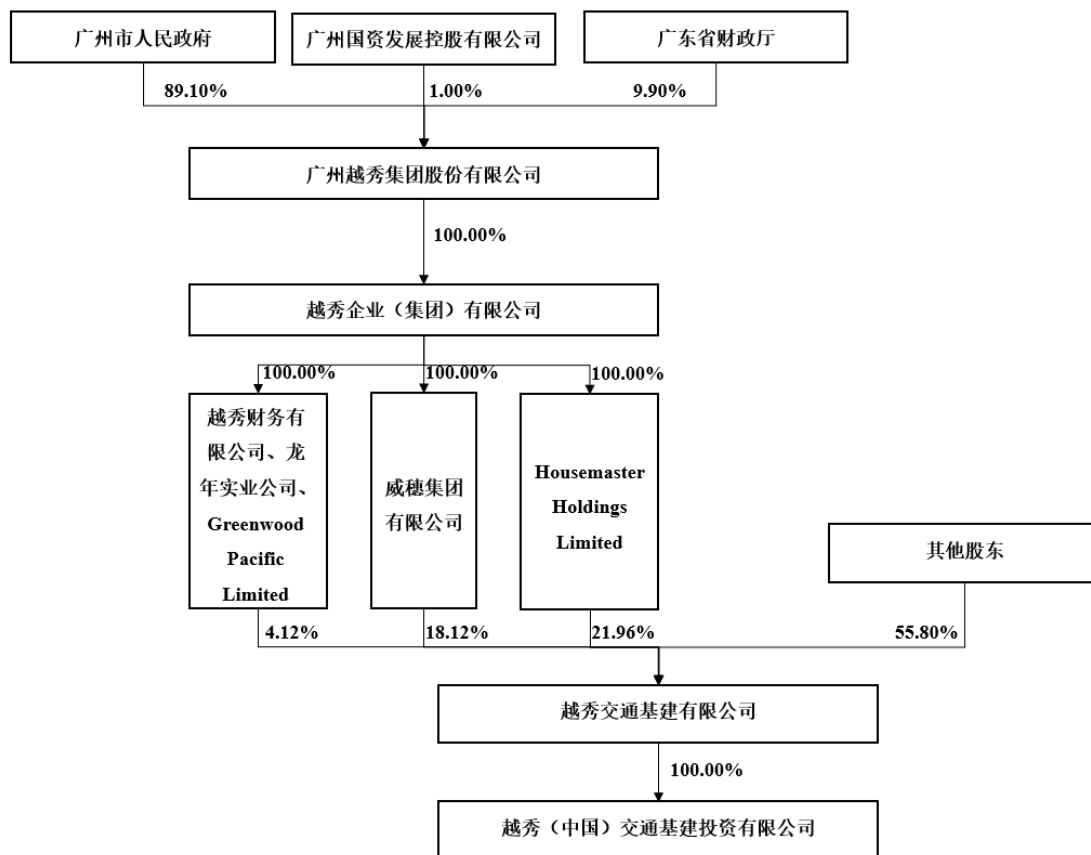 广州市人民政府
广州国资发展控股有限公司
广东省财政厅
89.10%
1.00%
9.90%
广州越秀集团股份有限公司
100.00%
越秀企业（集团）有限公司
100.00%
100.00%
100.00%
越秀财务有
限公司、龙
年实业公司、
Greenwood
Pacific
Limited
威穗集团
有限公司
Housemaster
Holdings
Limited
其他股东
4.12%
18.12%
21.96%
55.80%
越秀交通基建有限公司
100.00%
越秀（中国）交通基建投资有限公司